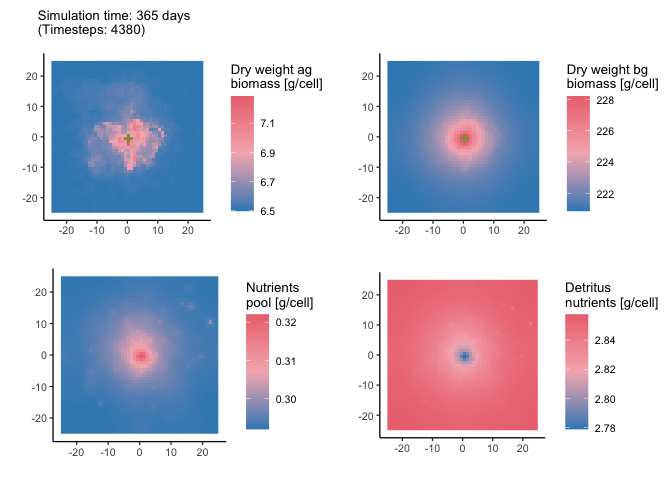 Simulation time: 365 days
(Timesteps: 4380)
Dry weight ag
biomass [g/cell]
20
10
0
-10
-20
-20 -10 0 10 20
7.1
6.9
6.7
6.5
Dry weight bg
biomass [g/cell]
20
10
0
-10
-20
-20 -10 0 10 20
228
226
224
222
Nutrients
pool [g/cell]
20
10
0
-10
-20
-20 -10 0 10 20
0.32
0.31
0.30
Detritus
nutrients [g/cell]
20
10
0
-10
-20
-20 -10 0 10 20
2.84
2.80
2.78